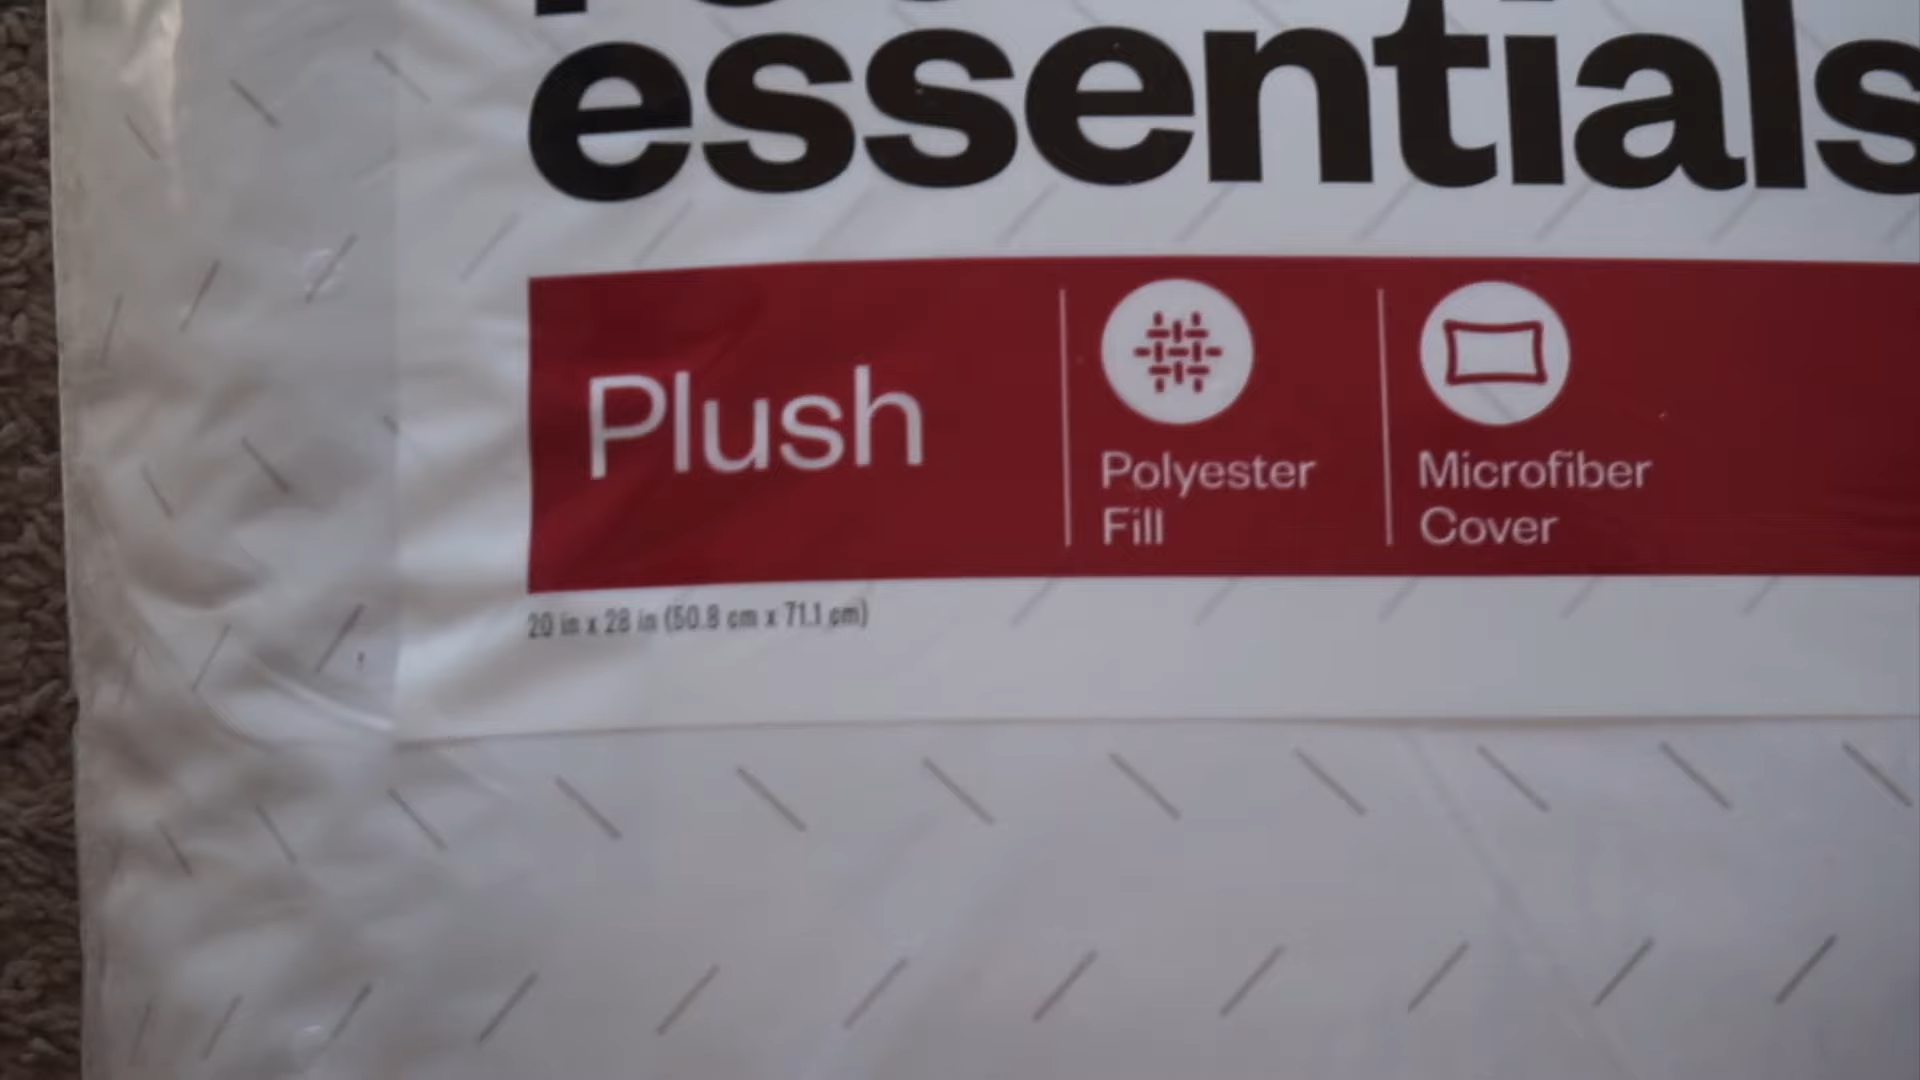 essentials
Plush
Polyester
Fill
Microfiber
Cover
20 in x 28 in (50.8 cm x 71.1 cm)